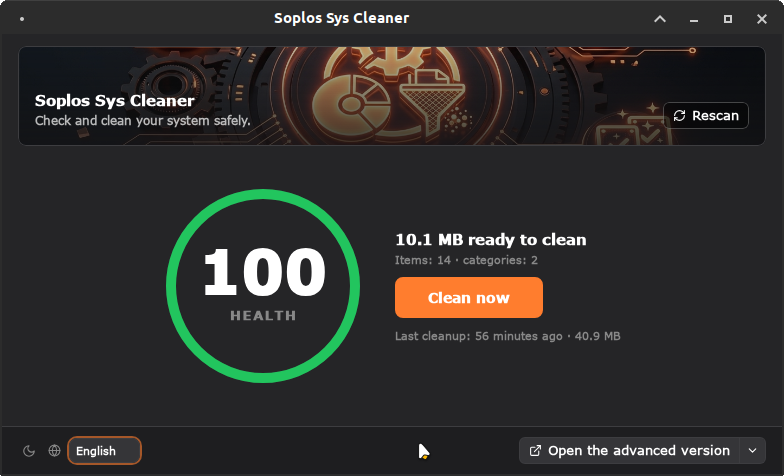 Soplos Sys Cleaner
Soplos Sys Cleaner
Check and clean your system safely.
Rescan
100
HEALTH
10.1 MB ready to clean
Items: 14 · categories: 2
Clean now
Last cleanup: 56 minutes ago · 40.9 MB
English
Open the advanced version